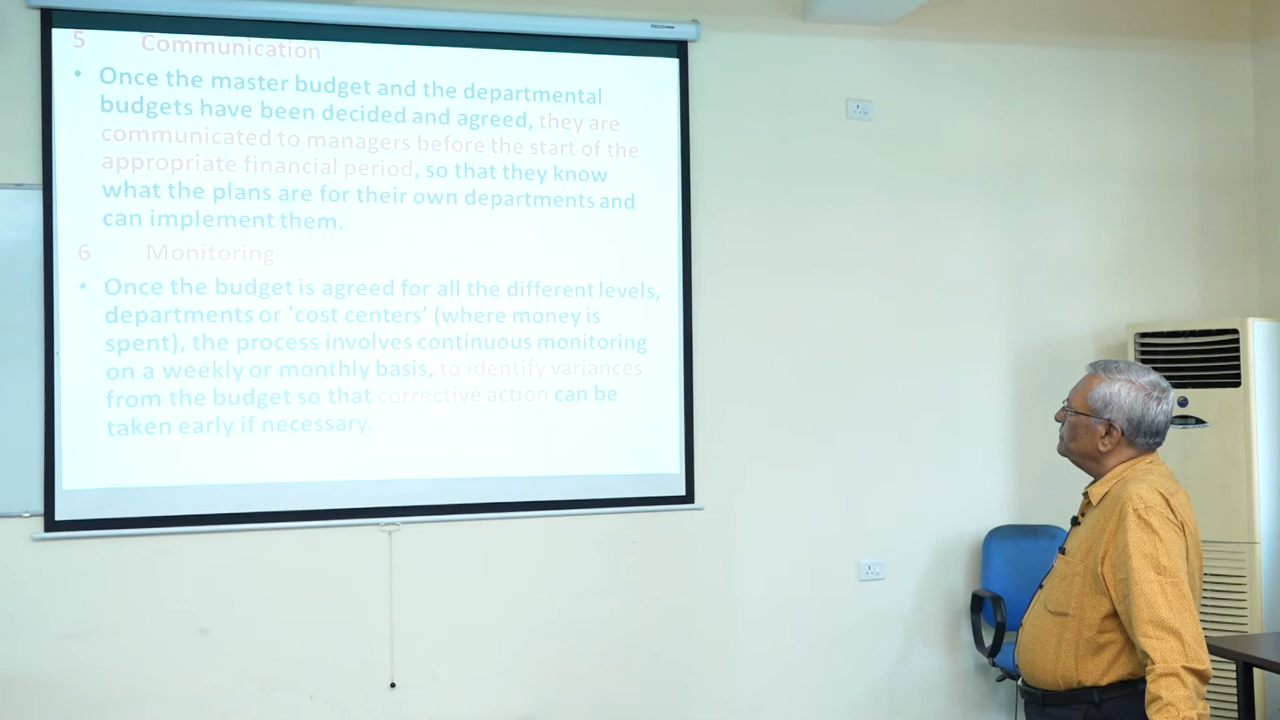 5 Communication
• Once the master budget and the departmental
budgets have been decided and agreed, they are
communicated to managers before the start of the
appropriate financial period, so that they know
what the plans are for their own departments and
can implement them.
6 Monitoring
• Once the budget is agreed for all the different levels,
departments or 'cost centers’ (where money is
spent), the process involves continuous monitoring
on a weekly or monthly basis, to identify variances
from the budget so that corrective action can be
taken early if necessary.